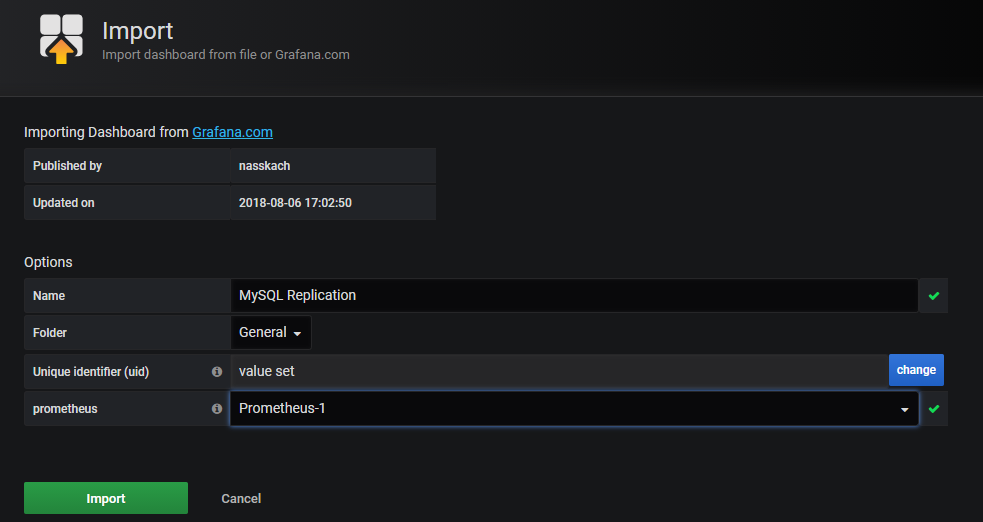 Import
Import dashboard from file or Grafana.com
Importing Dashboard from Grafana.com
Published by nasskach
Updated on 2018-08-06 17:02:50
Options
Name MySQL Replication
Folder General
Unique identifier (uid) value set change
prometheus Prometheus-1
Import Cancel